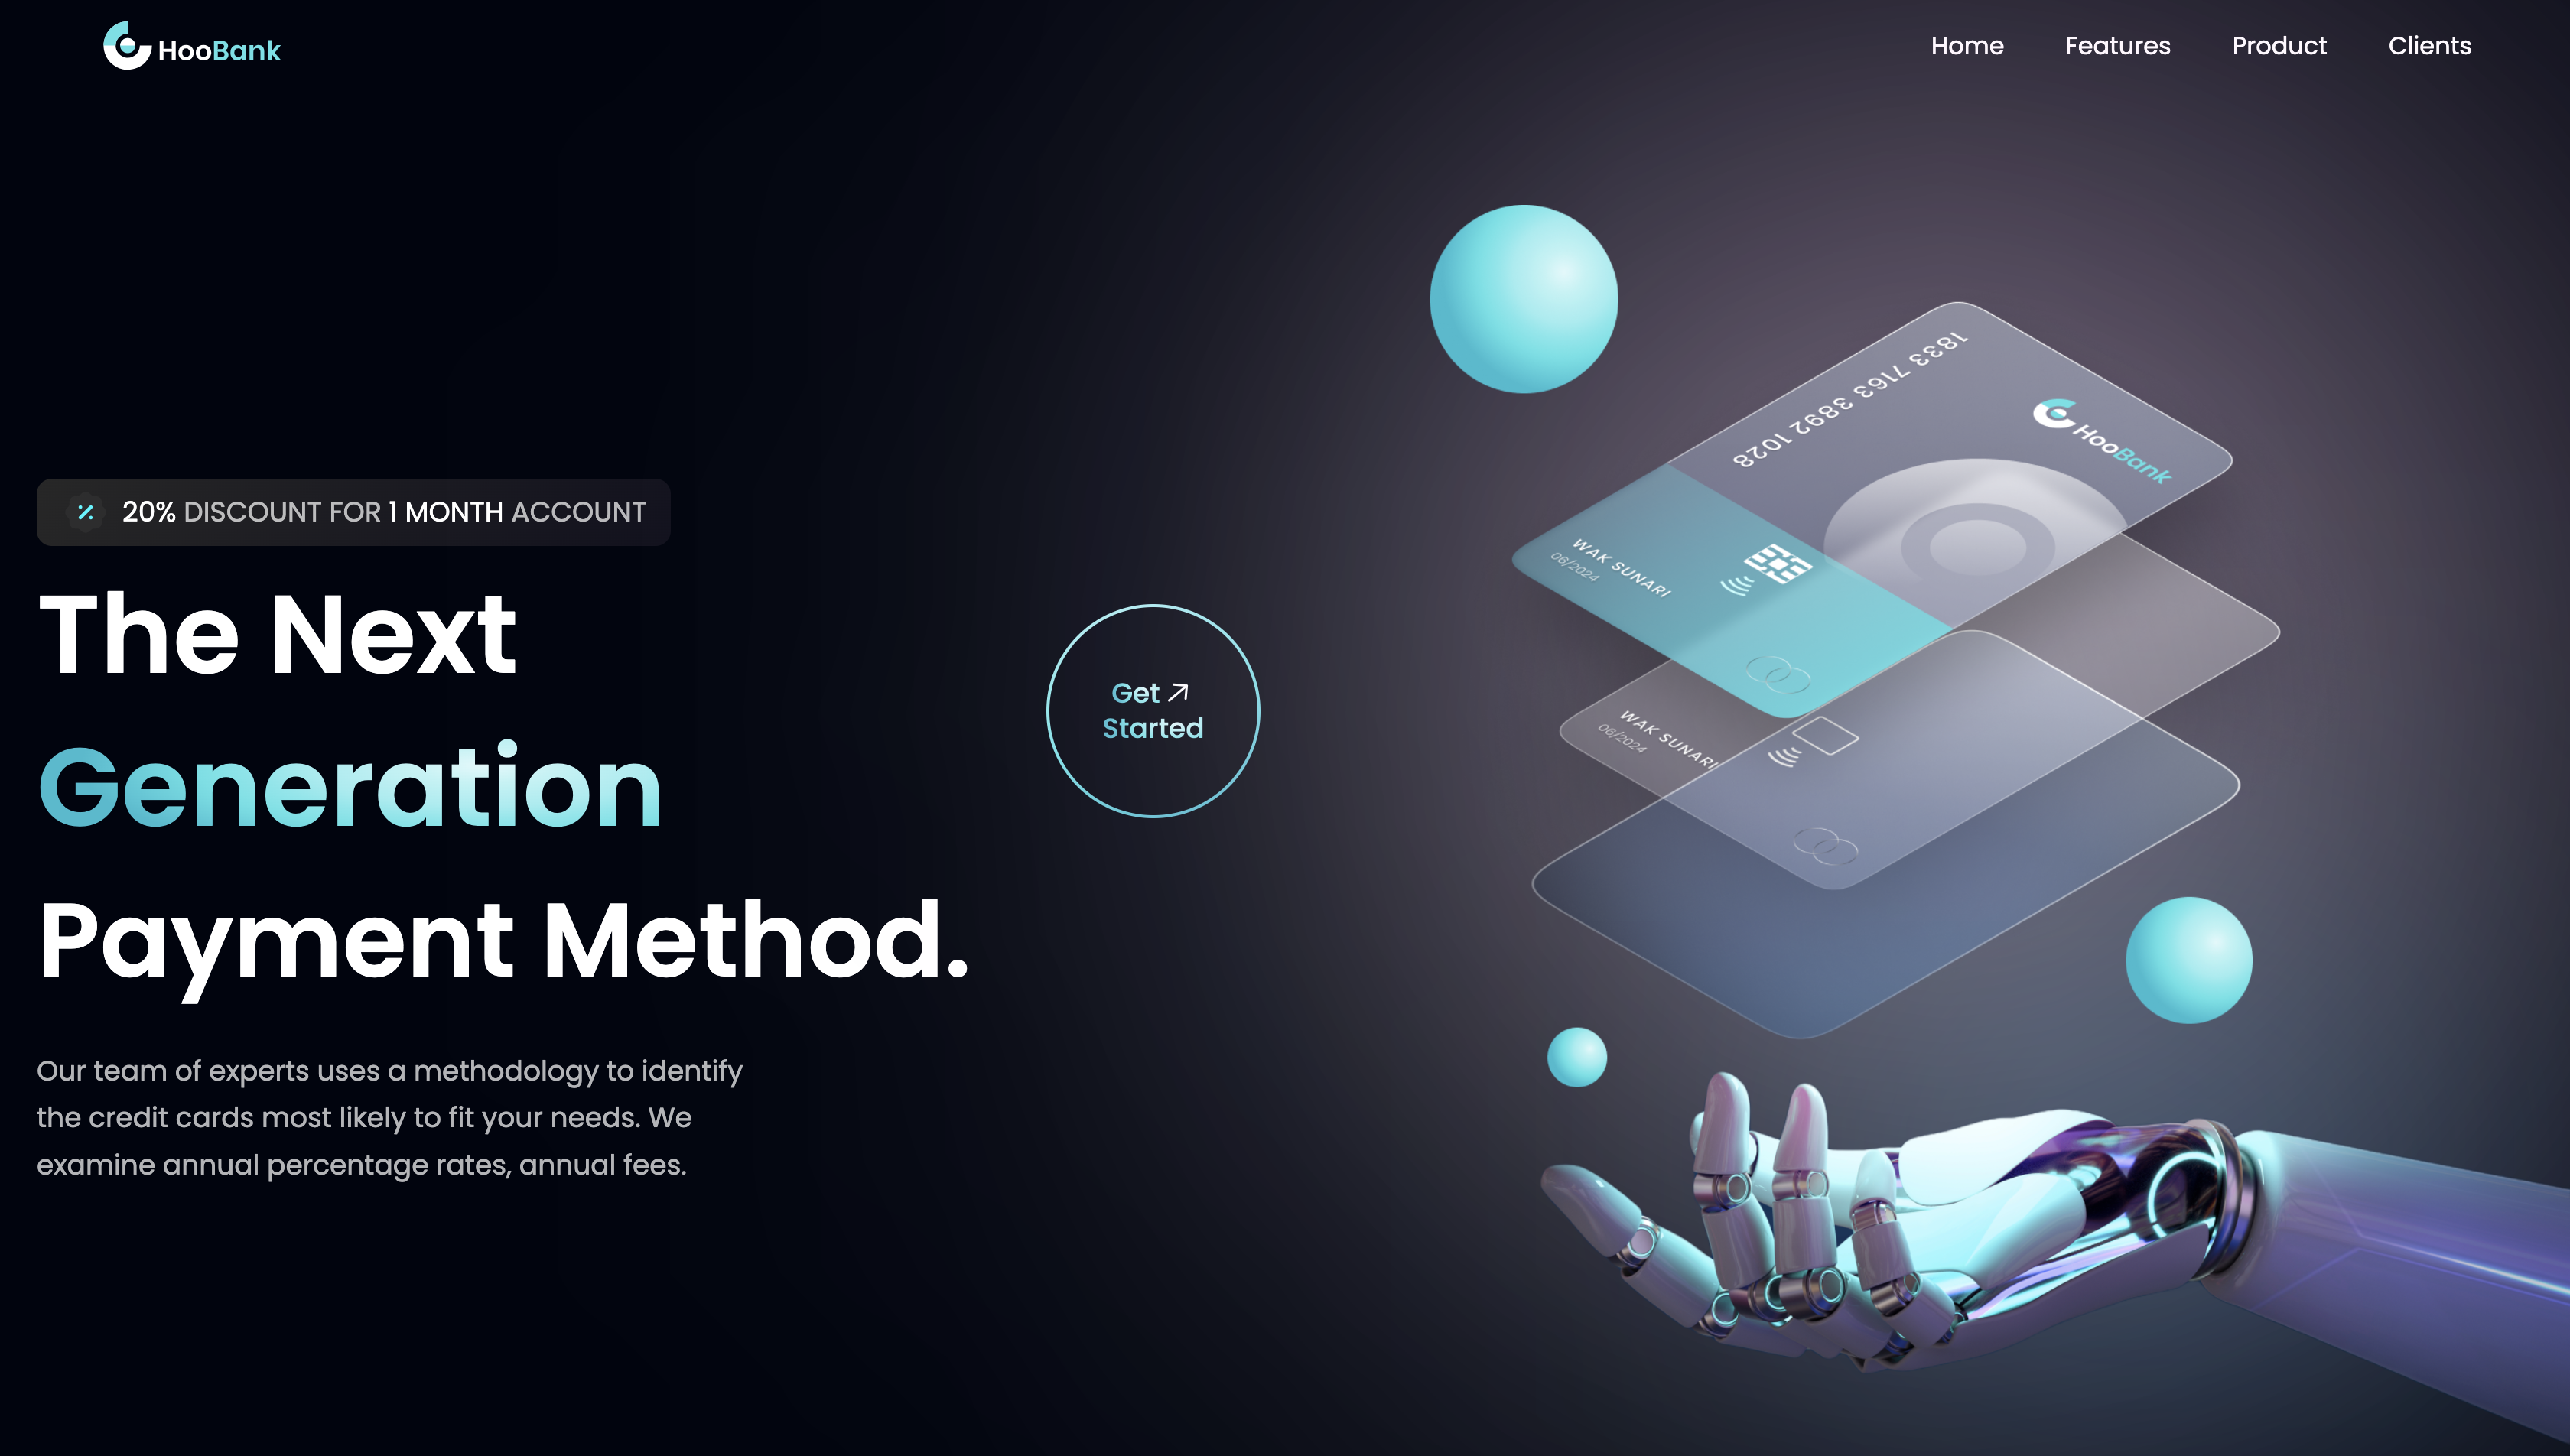 HooBank
Home Features Product Clients
20% DISCOUNT FOR 1 MONTH ACCOUNT
The Next
Generation
Payment Method.
Get
Started
Our team of experts uses a methodology to identify
the credit cards most likely to fit your needs. We
examine annual percentage rates, annual fees.
1833 7163 3892 1028
HooBank
WAK SUNARI
06/2024
WAK SUNARI
06/2024